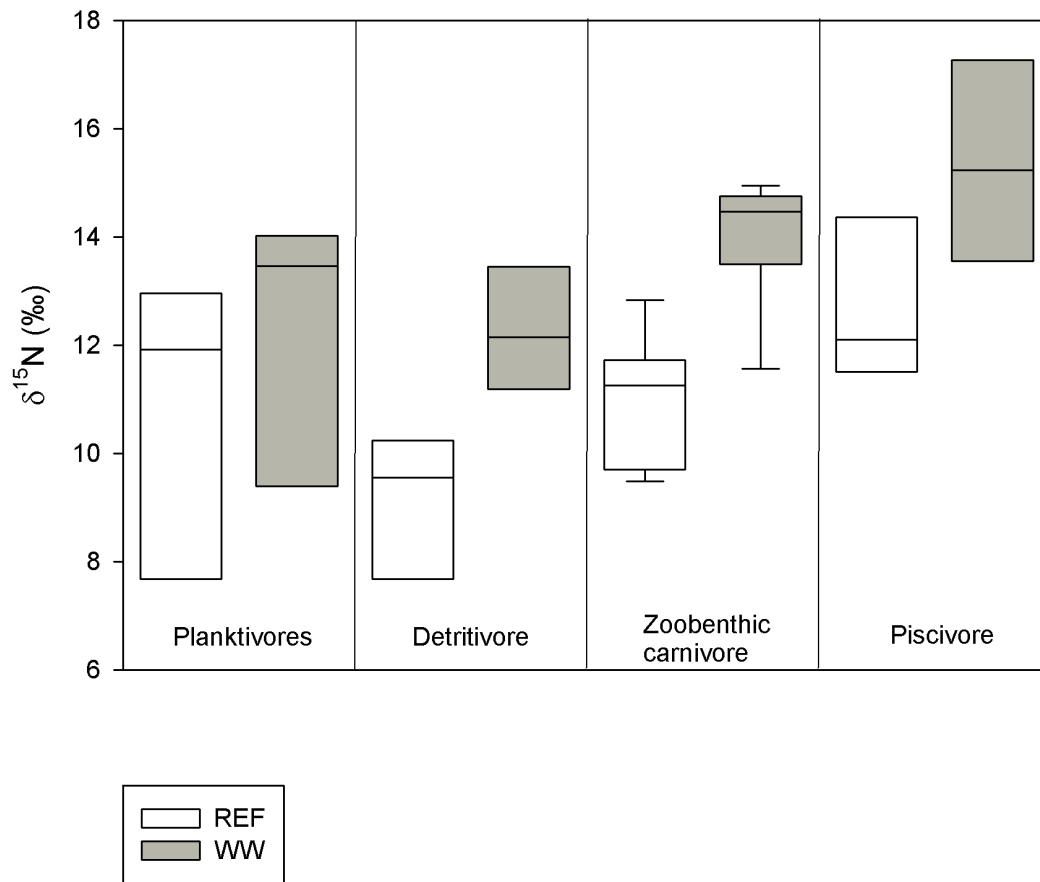 18
16
14
12
10
8
6
δ15N (‰)
Planktivores
Detritivore
Zoobenthic
carnivore
Piscivore
REF
WW